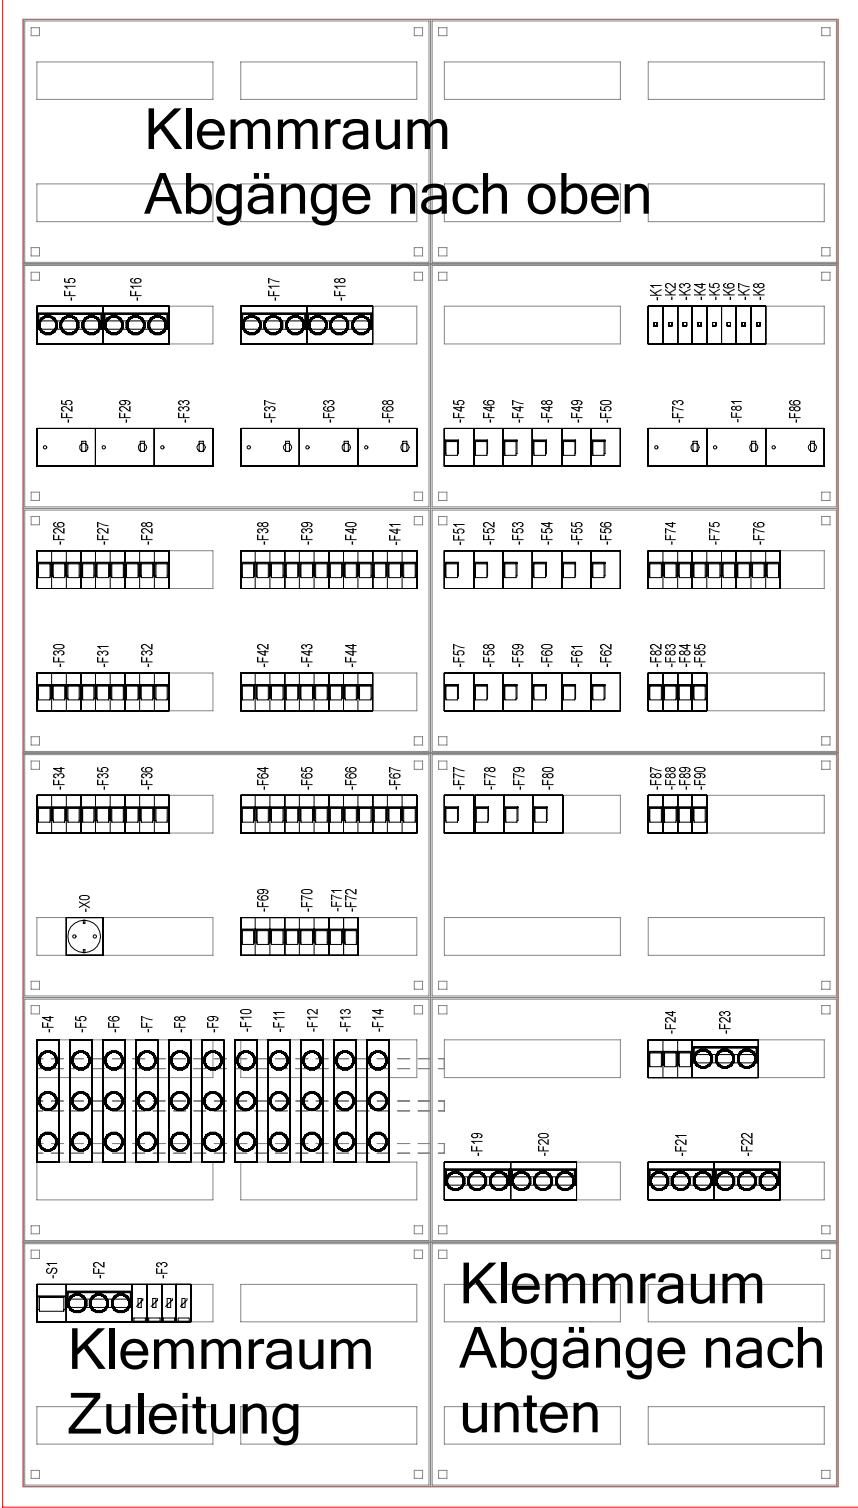 Klemmraum
Abgänge nach oben
-F15 -F16 -F17 -F18 -K1 -K2 -K3 -K4 -K5 -K6 -K7 -K8
-F25 -F29 -F33 -F37 -F63 -F68 -F45 -F46 -F47 -F48 -F49 -F50 -F73 -F81 -F86
-F26 -F27 -F28 -F38 -F39 -F40 -F41 -F51 -F52 -F53 -F54 -F55 -F56 -F74 -F75 -F76
-F30 -F31 -F32 -F42 -F43 -F44 -F57 -F58 -F59 -F60 -F61 -F62 -F82 -F83 -F84 -F85
-F34 -F35 -F36 -F64 -F65 -F66 -F67 -F77 -F78 -F79 -F80 -F87 -F88 -F89 -F90
-X0 -F69 -F70 -F71 -F72
-F4 -F5 -F6 -F7 -F8 -F9 -F10 -F11 -F12 -F13 -F14 -F24 -F23
-F19 -F20 -F21 -F22
-S1 -F2 -F3
Klemmraum
Zuleitung
Klemmraum
Abgänge nach
unten